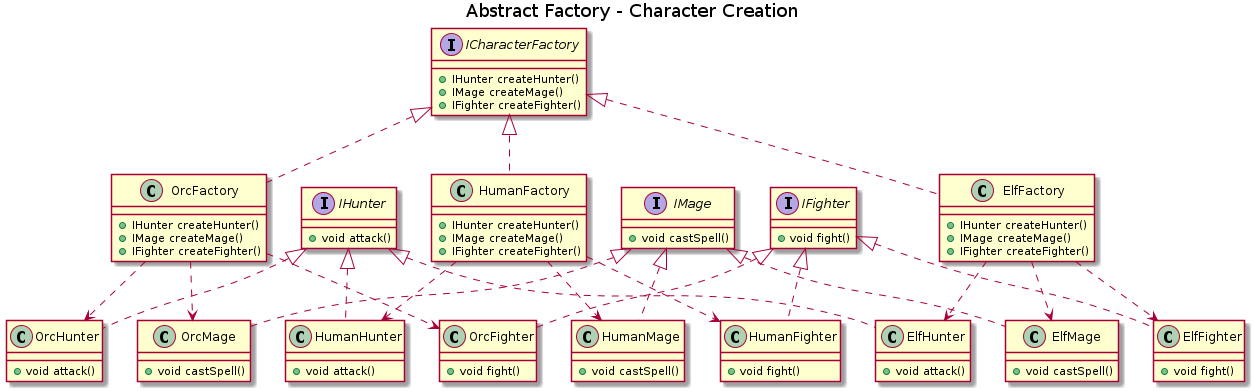 Abstract Factory - Character Creation
I ICharacterFactory
IHunter createHunter()
IMage createMage()
IFighter createFighter()
C OrcFactory
IHunter createHunter()
IMage createMage()
IFighter createFighter()
I IHunter
void attack()
C HumanFactory
IHunter createHunter()
IMage createMage()
IFighter createFighter()
I IMage
void castSpell()
I IFighter
void fight()
C ElfFactory
IHunter createHunter()
IMage createMage()
IFighter createFighter()
C OrcHunter
void attack()
C OrcMage
void castSpell()
C HumanHunter
void attack()
C OrcFighter
void fight()
C HumanMage
void castSpell()
C HumanFighter
void fight()
C ElfHunter
void attack()
C ElfMage
void castSpell()
C ElfFighter
void fight()